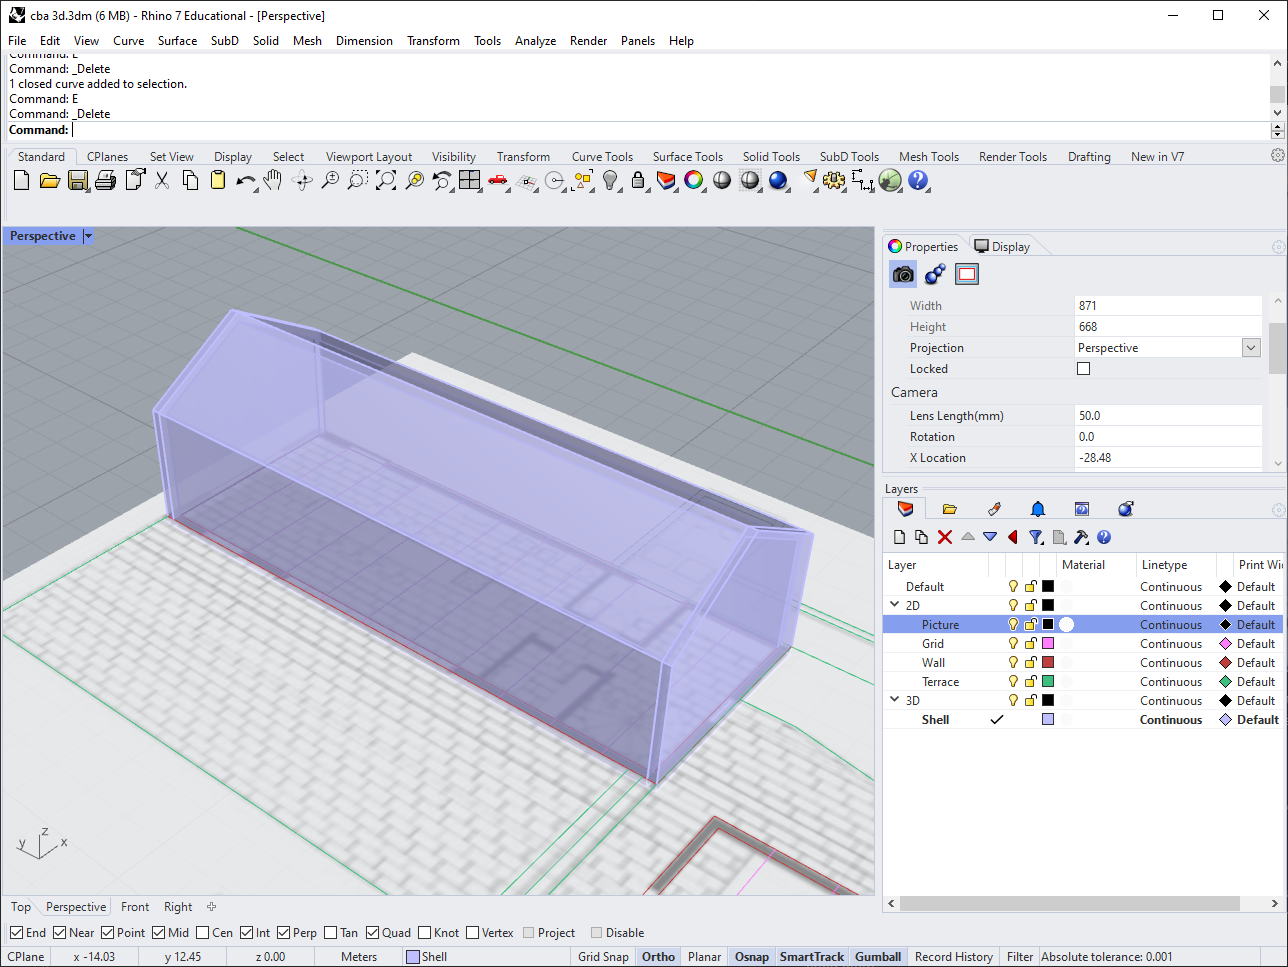 cba 3d.3dm (6 MB) - Rhino 7 Educational - [Perspective]
File Edit View Curve Surface SubD Solid Mesh Dimension Transform Tools Analyze Render Panels Help
Command: E
Command: _Delete
1 closed curve added to selection.
Command: E
Command: _Delete
Command:
Standard CPlanes Set View Display Select Viewport Layout Visibility Transform Curve Tools Surface Tools Solid Tools SubD Tools Mesh Tools Render Tools Drafting New in V7
Perspective
Properties Display
Width 871
Height 668
Projection Perspective
Locked
Camera
Lens Length(mm) 50.0
Rotation 0.0
X Location -28.48
Layers
Layer Material Linetype Print Wi
Default Continuous Default
2D Continuous Default
Picture Continuous Default
Grid Continuous Default
Wall Continuous Default
Terrace Continuous Default
3D Continuous Default
Shell Continuous Default
z
y x
Top Perspective Front Right
End Near Point Mid Cen Int Perp Tan Quad Knot Vertex Project Disable
CPlane x -14.03 y 12.45 z 0.00 Meters Shell Grid Snap Ortho Planar Osnap SmartTrack Gumball Record History Filter Absolute tolerance: 0.001